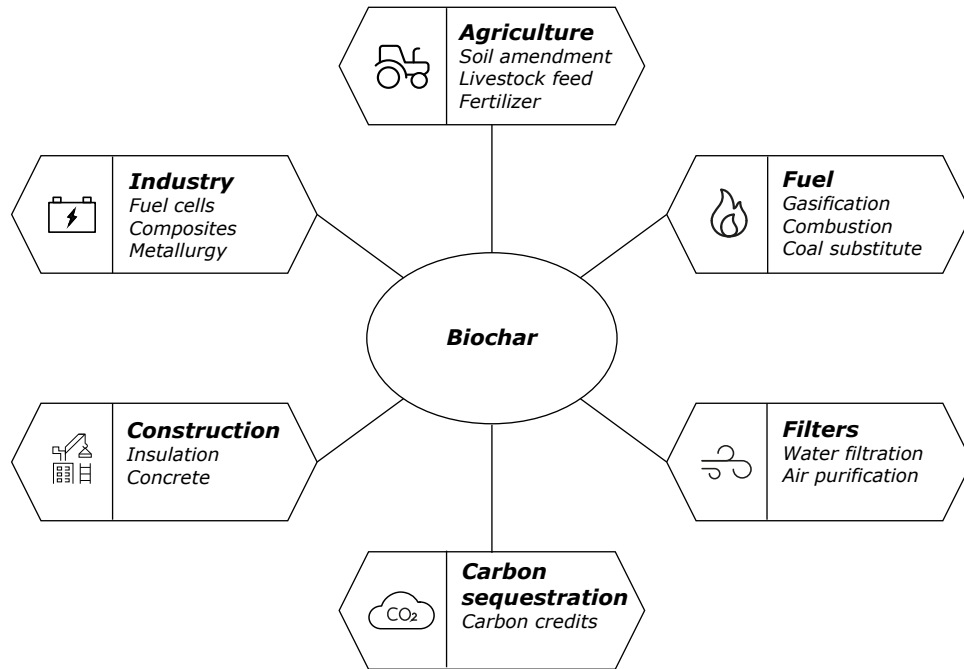 Agriculture
Soil amendment
Livestock feed
Fertilizer
Industry
Fuel cells
Composites
Metallurgy
Fuel
Gasification
Combustion
Coal substitute
Biochar
Construction
Insulation
Concrete
Filters
Water filtration
Air purification
Carbon
sequestration
Carbon credits
CO2